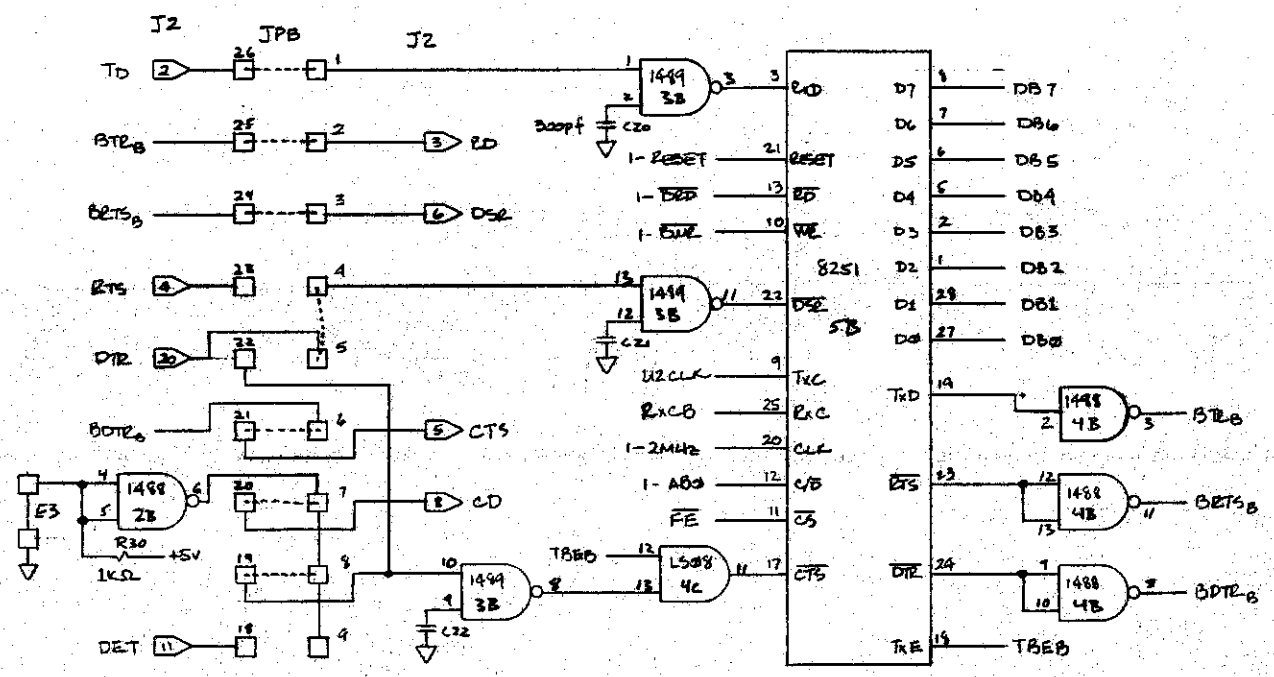 J2 JPB J2
TD 2 26 1 1 2 1489 3B 3 3 RXD D7 8 DB7
300pf C20
D6 7 DB6
BTRB 25 2 3 RD
1-RESET 21 RESET D5 6 DB5
1-BRD 13 RD D4 5 DB4
BRTSB 24 3 6 DSR
1-BWR 10 WR D3 2 DB3
8251 D2 1 DB2
RTS 4 23 4 13 12 1489 3B 11 22 DSR D1 28 DB1
5B
C21
DØ 27 DBØ
DTR 20 22 5
U2CLK 9 TxC
TxD 19 2 1488 4B 3 BTRB
RxCB 25 RxC
BDTRB 21 6 5 CTS
1-2MHz 20 CLK
E3 4 5 1488 2B 6 20 7 8 CD
1-ABØ 12 C/D RTS 23 12 13 1488 4B 11 BRTSB
FE 11 CS
R30 +5V
1KΩ
19 8
TBEB 12 13 LSØ8 4C 11 17 CTS
10 9 1489 3B 8
DTR 24 9 10 1488 4B 8 BDTRB
C22
DET 11 18 9
TxE 18 TBEB